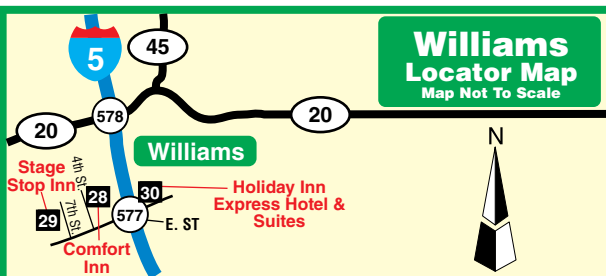 Williams
Locator Map
Map Not To Scale
5
45
20
578
20
N
Williams
Stage
Stop Inn
4th St.
7th St.
28
29
30
Holiday Inn
Express Hotel &
Suites
577
E. ST
Comfort
Inn